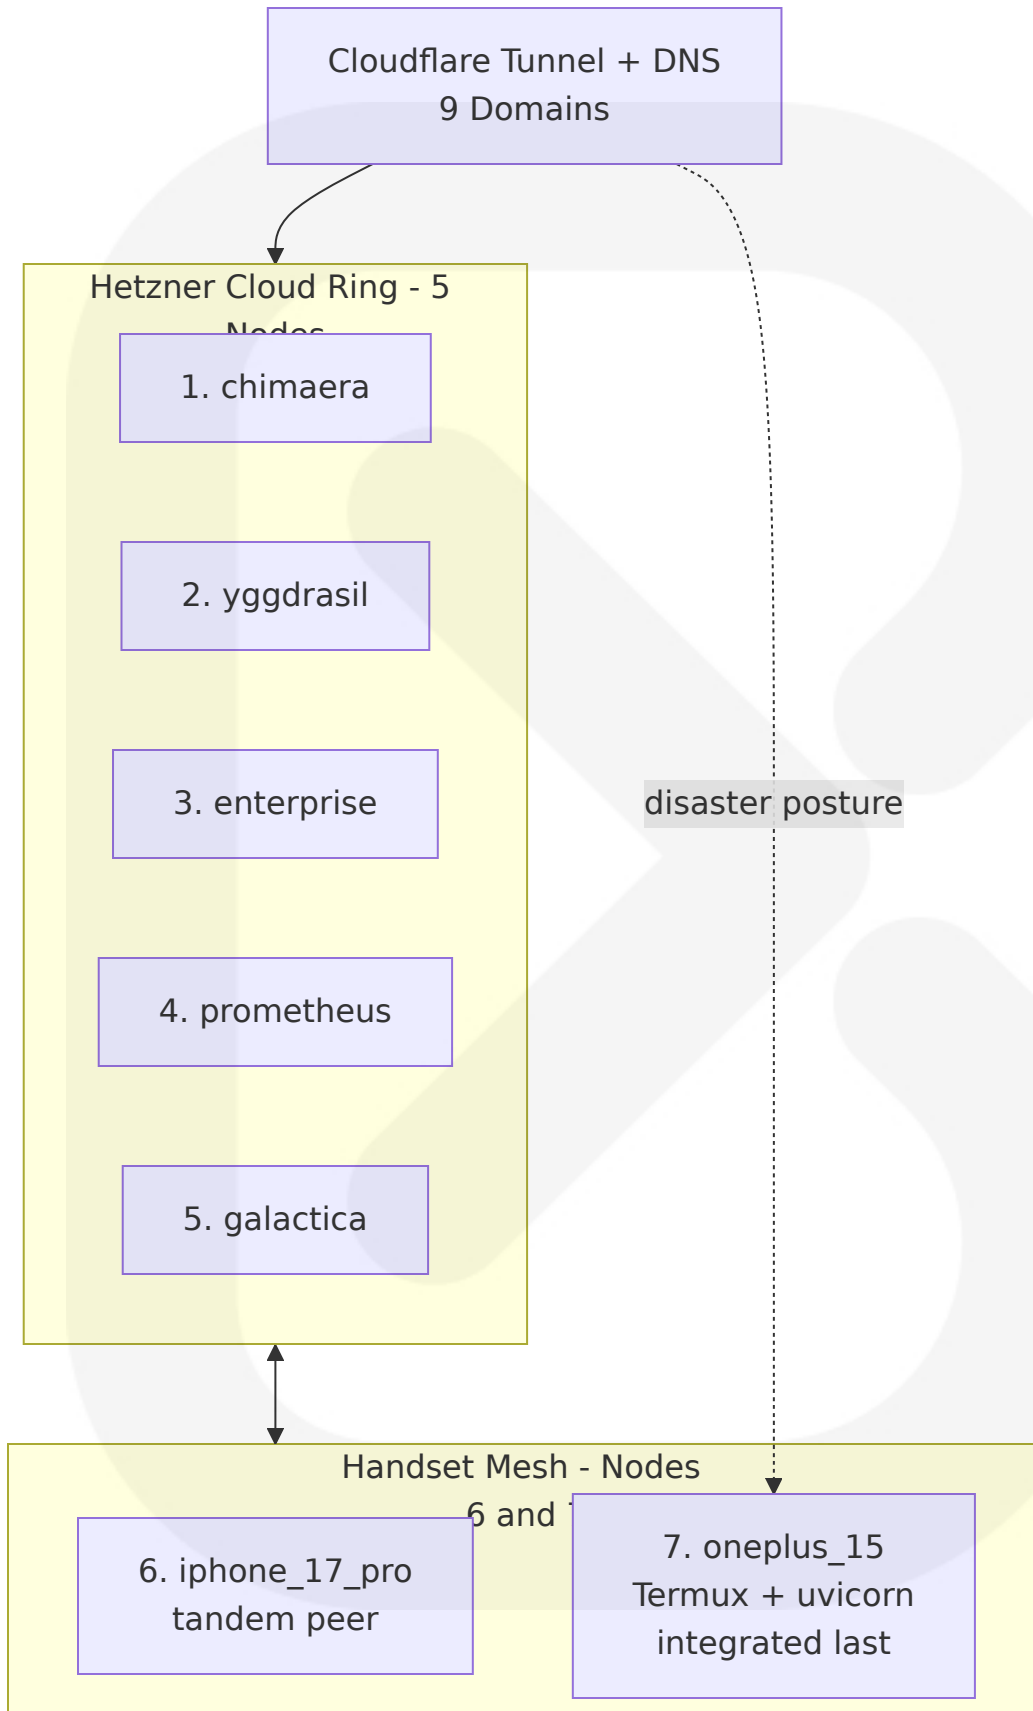 Cloudflare Tunnel + DNS
9 Domains
Hetzner Cloud Ring - 5
Nodes
1. chimaera
2. yggdrasil
3. enterprise
4. prometheus
5. galactica
disaster posture
Handset Mesh - Nodes
6 and
6. iphone_17_pro
tandem peer
7. oneplus_15
Termux + uvicorn
integrated last